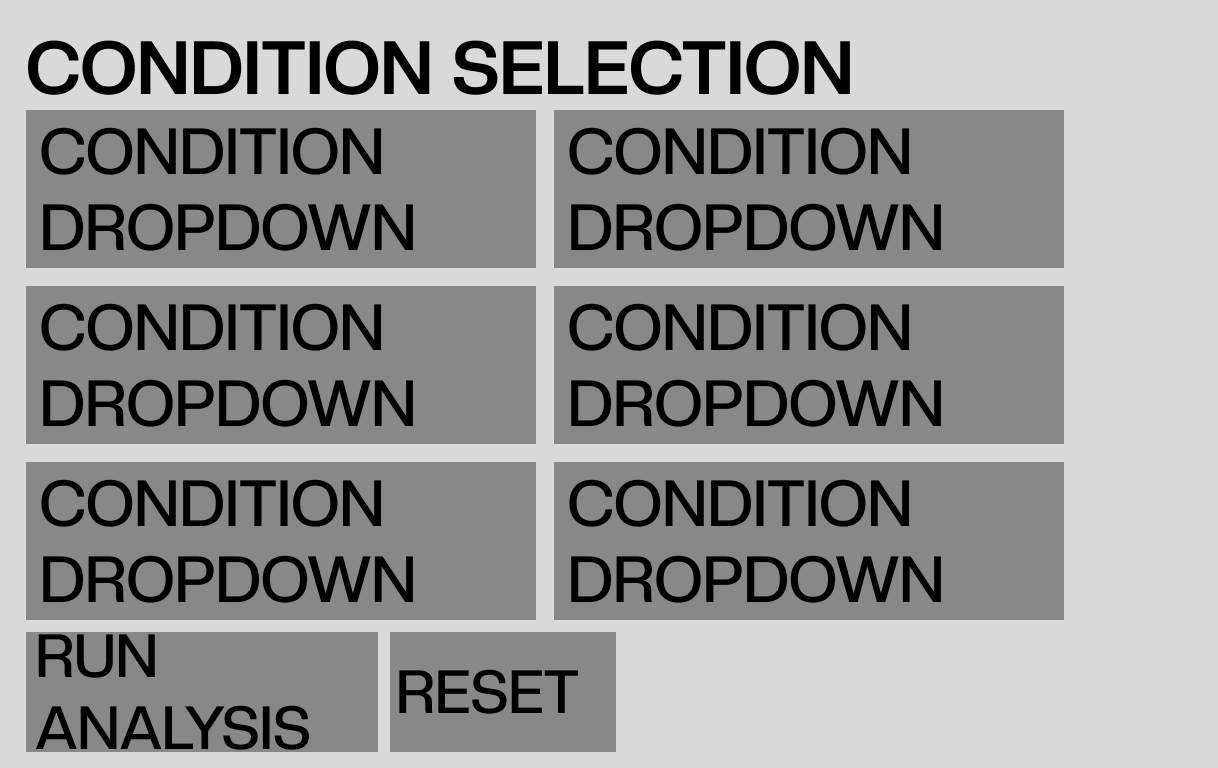 CONDITION SELECTION
CONDITION
DROPDOWN
CONDITION
DROPDOWN
CONDITION
DROPDOWN
CONDITION
DROPDOWN
CONDITION
DROPDOWN
CONDITION
DROPDOWN
RUN
ANALYSIS
RESET